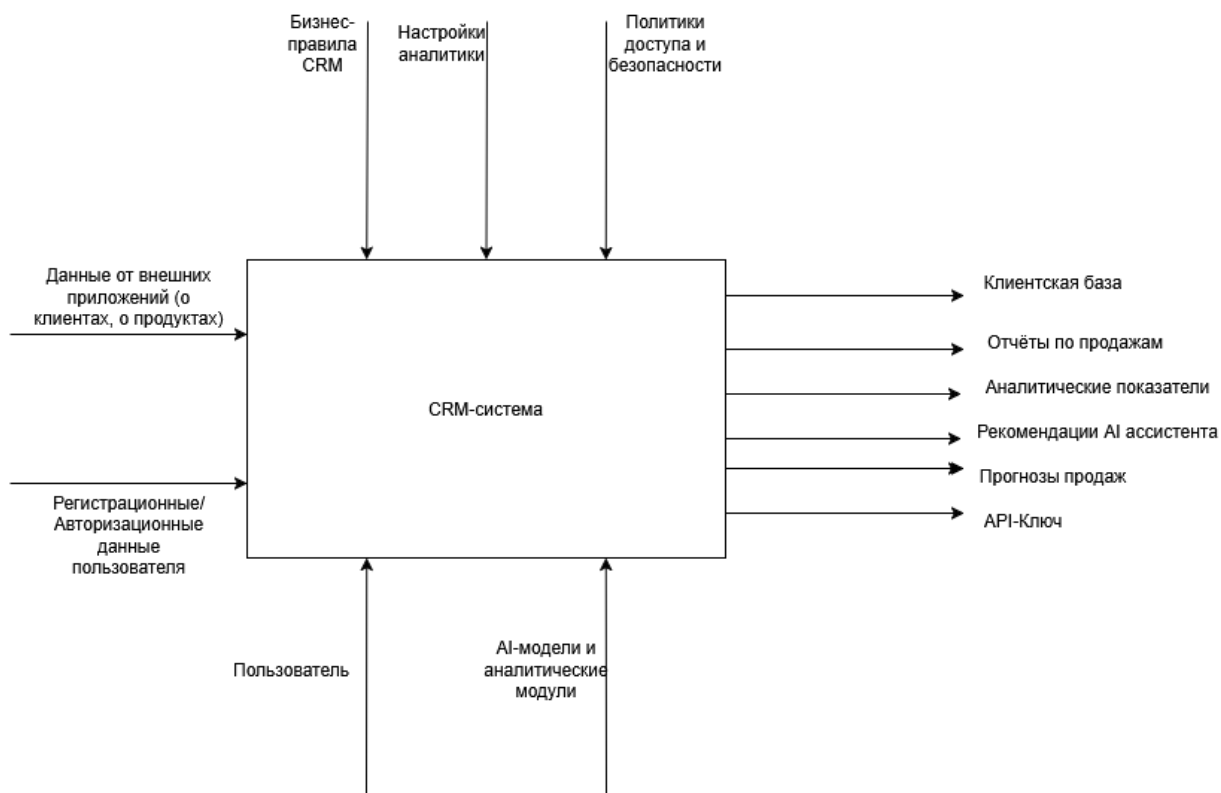 Бизнес-
правила
CRM
Настройки
аналитики
Политики
доступа и
безопасности
Данные от внешних
приложений (о
клиентах, о продуктах)
CRM-система
Клиентская база
Отчёты по продажам
Аналитические показатели
Рекомендации AI ассистента
Прогнозы продаж
API-Ключ
Регистрационные/
Авторизационные
данные
пользователя
Пользователь
AI-модели и
аналитические
модули